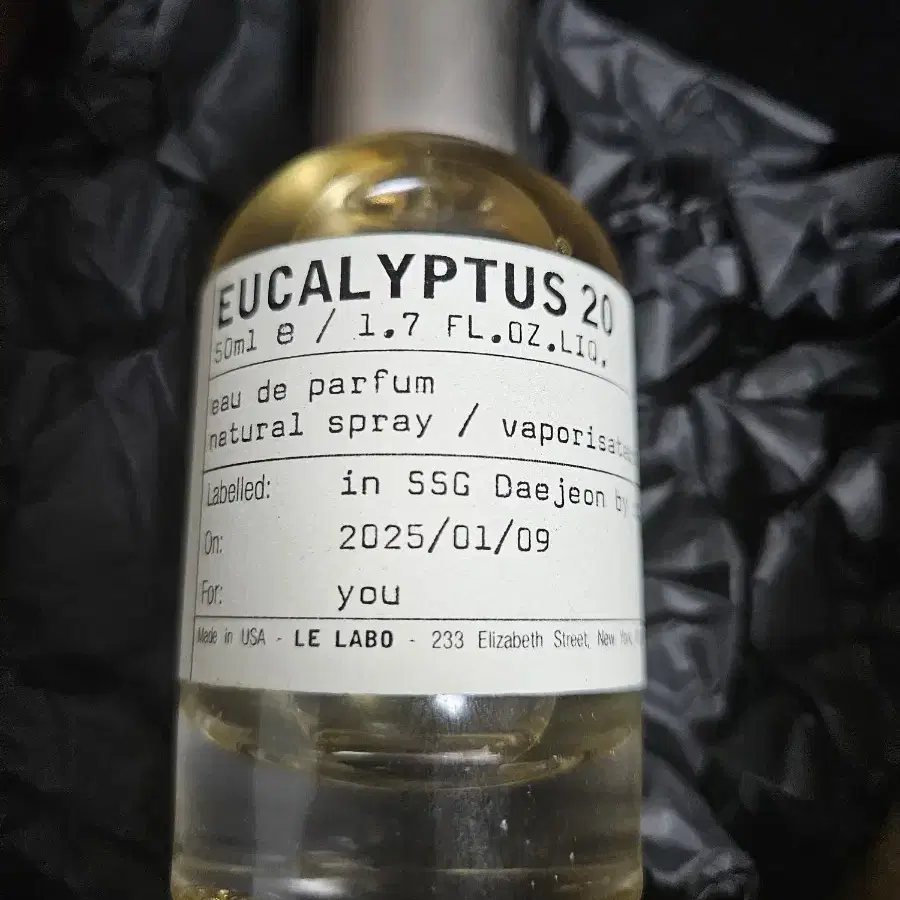 EUCALYPTUS 20
50ml e / 1.7 FL.OZ.LIQ.
eau de parfum
natural spray /
Labelled: in SSG Daejeon by
On: 2025/01/09
For: you
Made in USA - LE LABO - 233 Elizabeth Street, New York